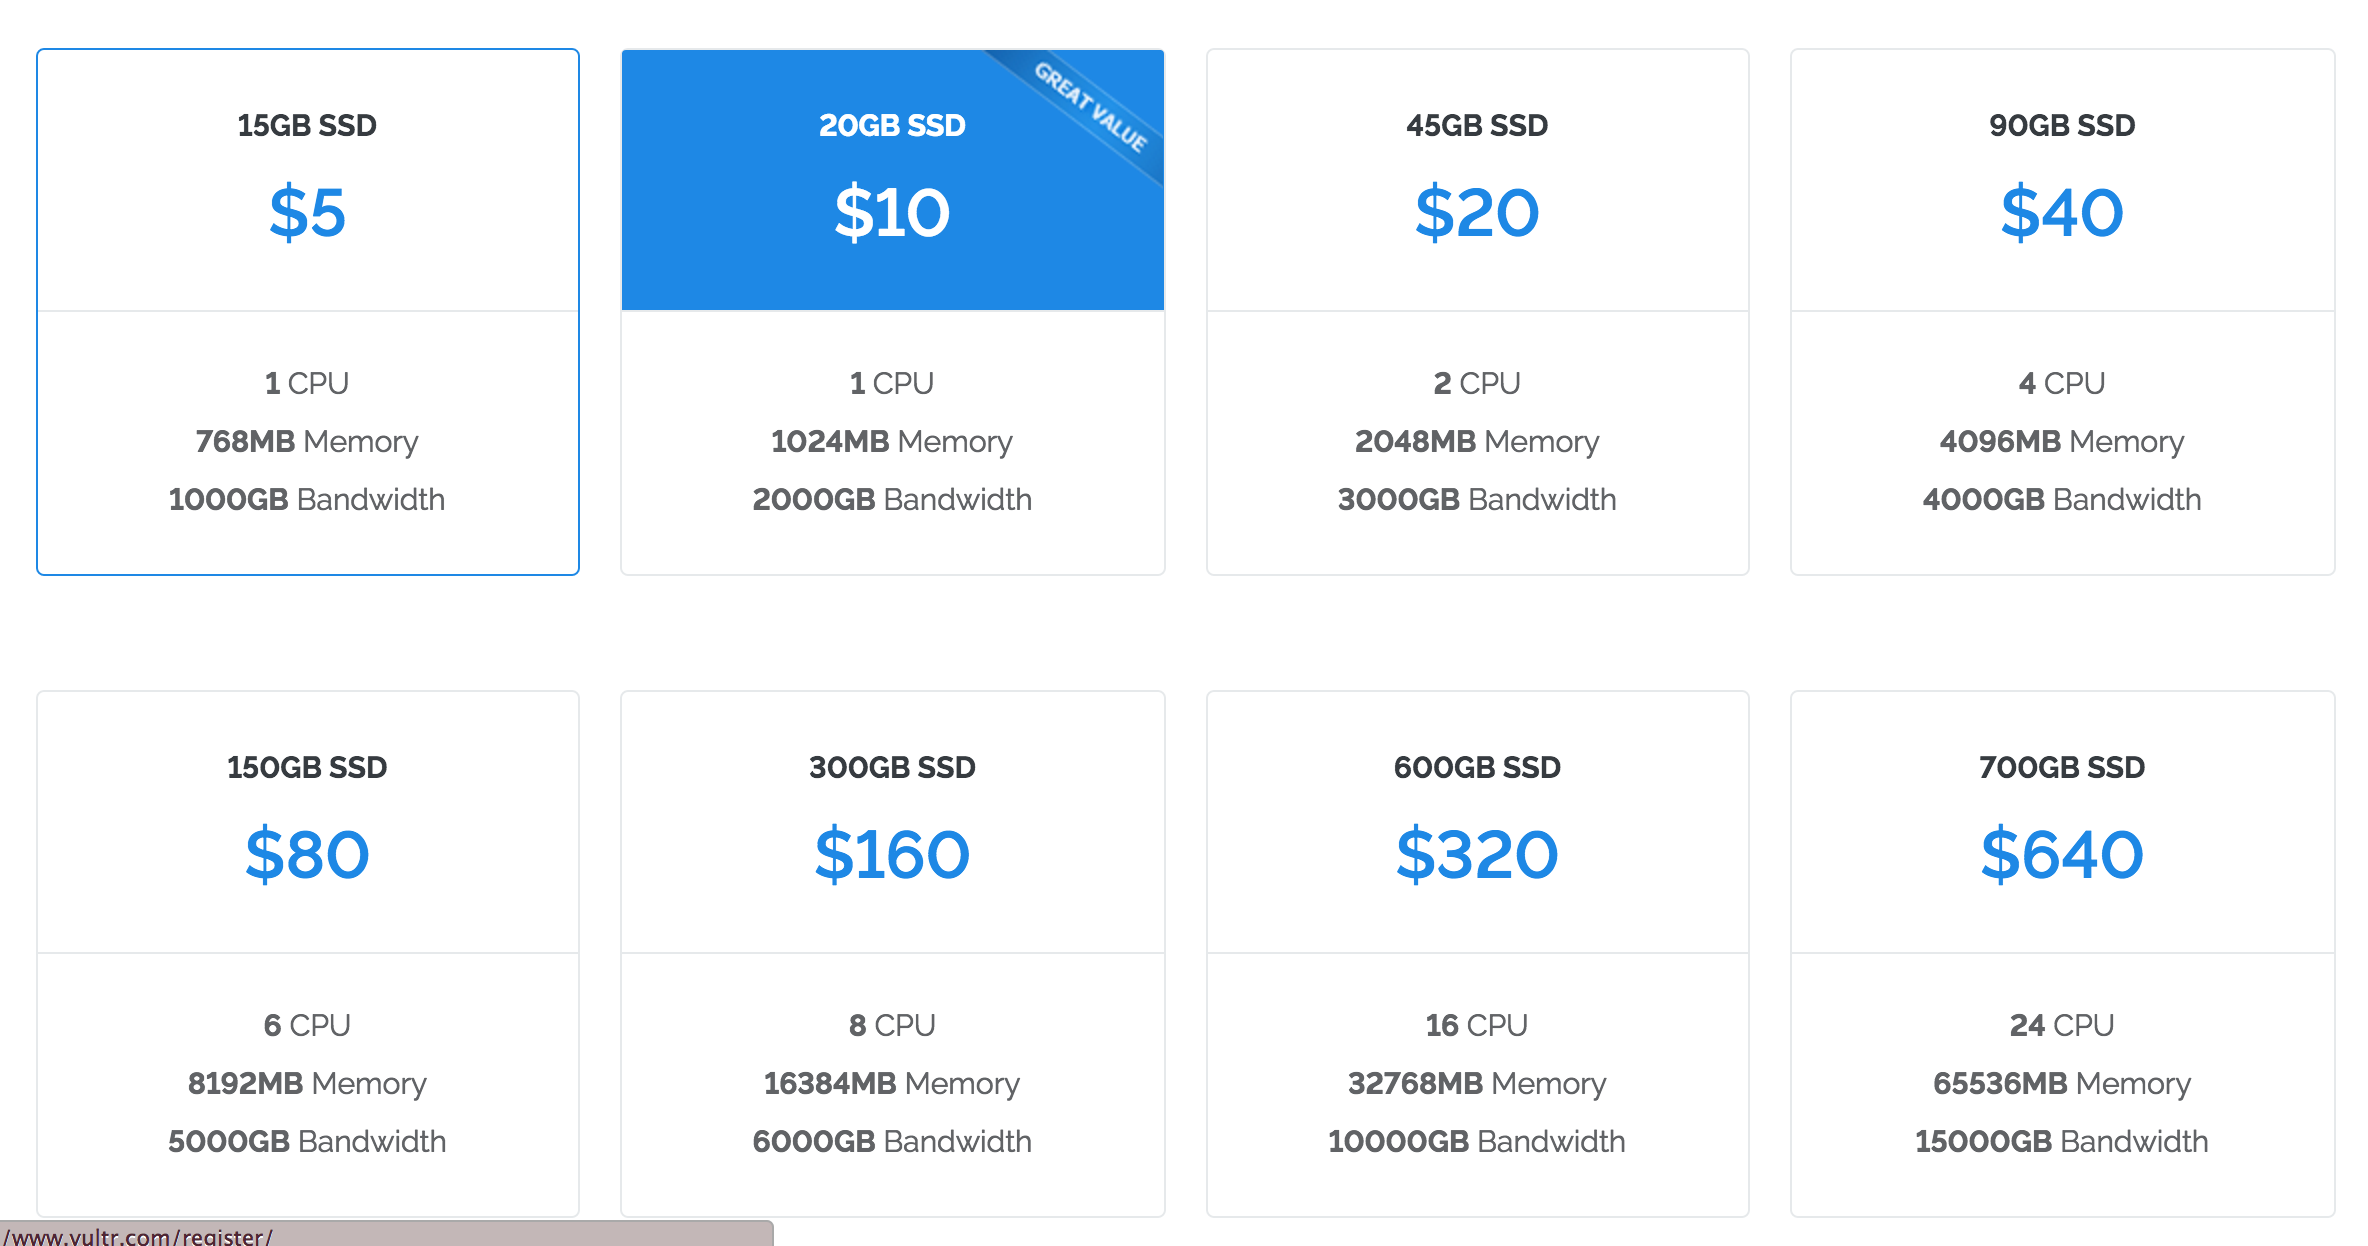 15GB SSD
$5
1 CPU
768MB Memory
1000GB Bandwidth
GREAT VALUE
20GB SSD
$10
1 CPU
1024MB Memory
2000GB Bandwidth
45GB SSD
$20
2 CPU
2048MB Memory
3000GB Bandwidth
90GB SSD
$40
4 CPU
4096MB Memory
4000GB Bandwidth
150GB SSD
$80
6 CPU
8192MB Memory
5000GB Bandwidth
300GB SSD
$160
8 CPU
16384MB Memory
6000GB Bandwidth
600GB SSD
$320
16 CPU
32768MB Memory
10000GB Bandwidth
700GB SSD
$640
24 CPU
65536MB Memory
15000GB Bandwidth
/www.vultr.com/register/